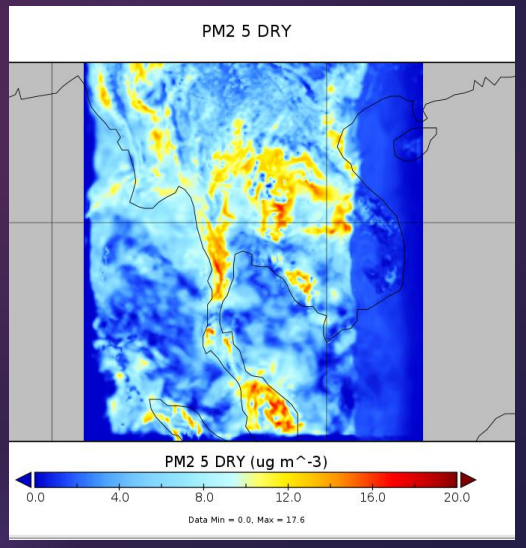 PM2 5 DRY
PM2 5 DRY (ug m^-3)
0.0 4.0 8.0 12.0 16.0 20.0
Data Min = 0.0, Max = 17.6